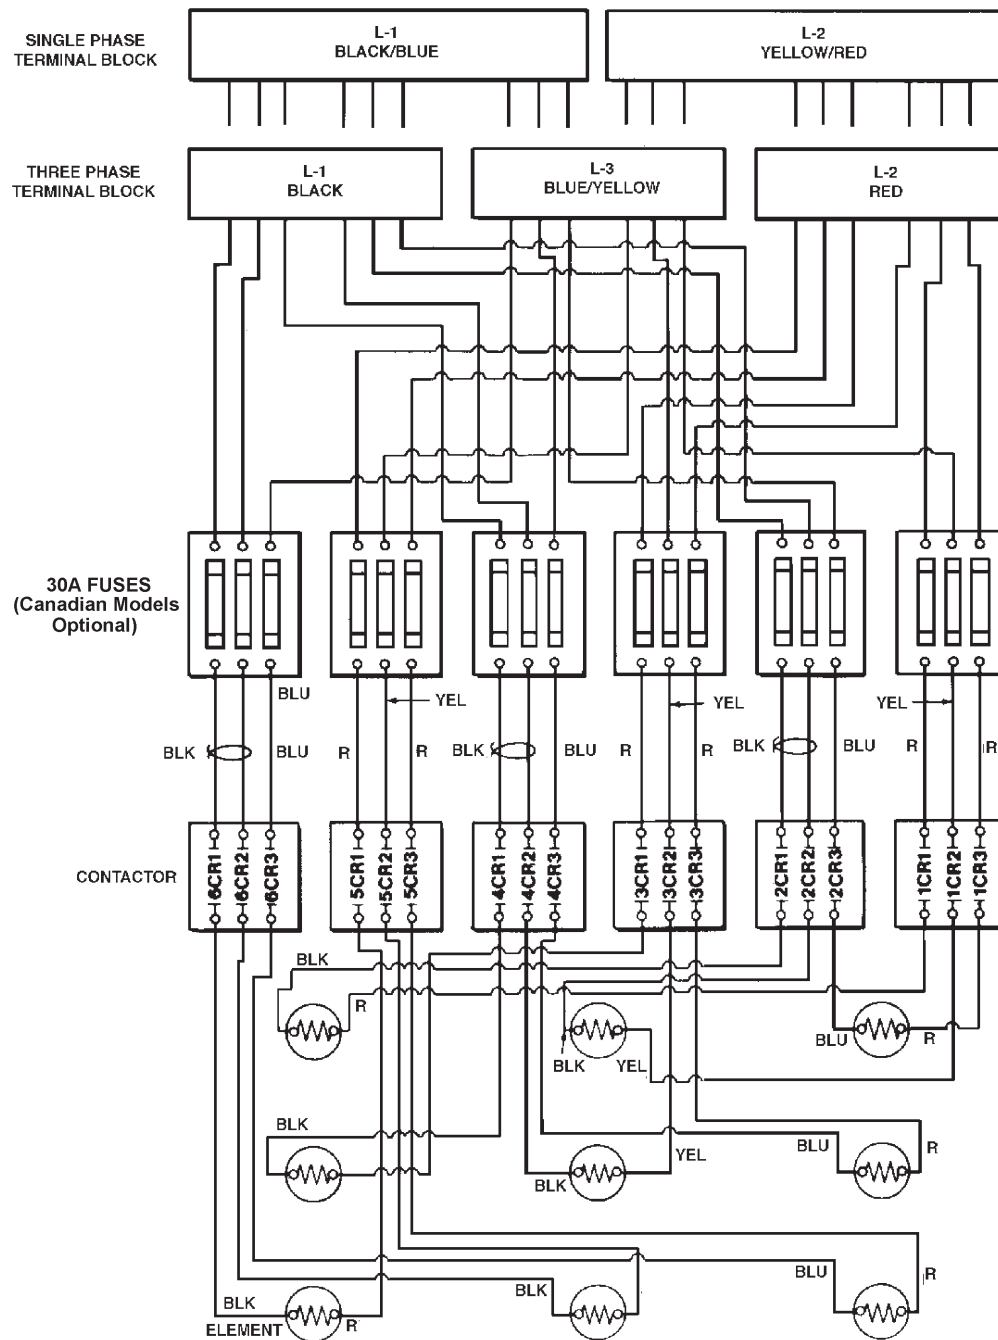 SINGLE PHASE
TERMINAL BLOCK
L-1
BLACK/BLUE
L-2
YELLOW/RED
THREE PHASE
TERMINAL BLOCK
L-1
BLACK
L-3
BLUE/YELLOW
L-2
RED
30A FUSES
(Canadian Models
Optional)
BLU
YEL
YEL
YEL
BLK
BLU
R
R
BLK
BLU
R
R
BLK
BLU
R
R
CONTACTOR
6CR1
6CR2
6CR3
5CR1
5CR2
5CR3
4CR1
4CR2
4CR3
3CR1
3CR2
3CR3
2CR1
2CR2
2CR3
1CR1
1CR2
1CR3
BLK
R
BLK
YEL
BLU
R
BLK
BLK
YEL
BLU
R
BLK
ELEMENT
R
BLK
BLU
R